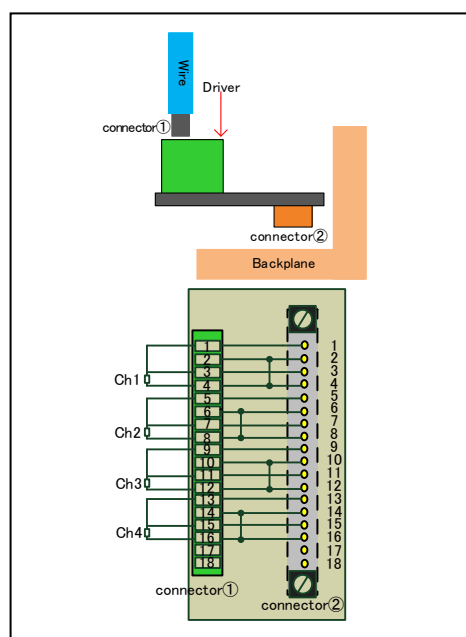 Wire
Driver
connector①
connector②
Backplane
1 1
2 2
3 3
4 4
Ch1
5 5
6 6
7 7
8 8
Ch2
9 9
10 10
11 11
12 12
Ch3
13 13
14 14
15 15
16 16
Ch4
17 17
18 18
connector①
connector②